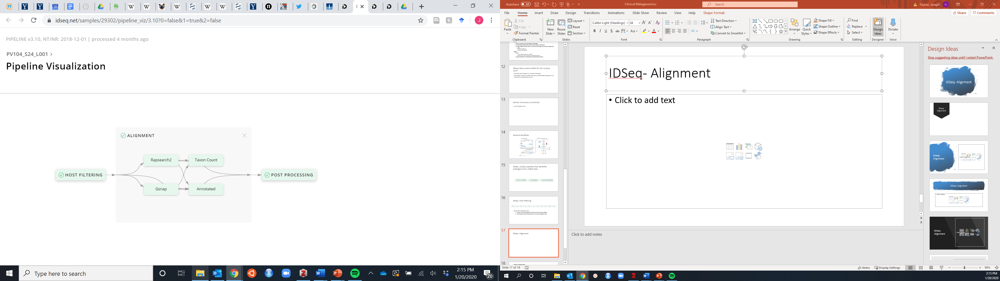 idseq.net/samples/29302/pipeline_viz/3.10?0=false&1=true&2=false
PIPELINE v3.10, NT/NR: 2018-12-01 | processed 4 months ago
PV104_S24_L001 >
Pipeline Visualization
ALIGNMENT
Rapsearch2
Taxon Count
HOST FILTERING
POST PROCESSING
Gsnap
Annotated
Type here to search
2:15 PM
1/20/2020
20
AutoSave Off
Clinical Metagenomics
Search
Fauver, Joseph
FJ
File Home Insert Draw Design Transitions Animations Slide Show Review View Help Shape Format
Share Comments
Paste
Cut
Copy
Format Painter
New Slide
Reuse Slides
Layout
Reset
Section
Calibri Light (Headings) 44
Text Direction
Align Text
Convert to SmartArt
Arrange
Quick Styles
Shape Fill
Shape Outline
Shape Effects
Find
Replace
Select
Design Ideas
Dictate
Clipboard Slides Font Paragraph Drawing Editing Designer Voice
12
Where does clinical mNGS fit into routine care?
13
Wuhan Coronavirus Outbreak
14
General workflow
15
IDSeq- analysis pipeline that identifies pathogens from mNGS data
HOST FILTERING ALIGNMENT POST PROCESSING
16
IDSeq- Host Filtering
17
IDSeq- Alignment
18
IDSeq- Alignment
• Click to add text
Click to add notes
Design Ideas
Stop suggesting ideas until I restart PowerPoint.
IDSeq- Alignment
IDSeq- Alignment
IDSeq- Alignment
IDSeq- Alignment
IDSeq- Alignment
Slide 17 of 18
Notes Display Settings
96%
2:15 PM
1/20/2020